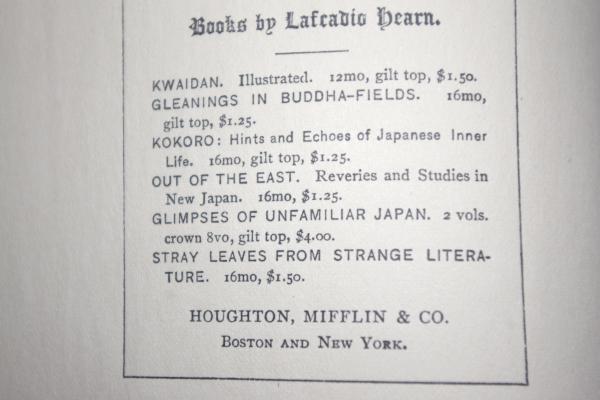 Books by Lafcadio Hearn.
KWAIDAN. Illustrated. 12mo, gilt top, $1.50.
GLEANINGS IN BUDDHA-FIELDS. 16mo,
gilt top, $1.25.
KOKORO: Hints and Echoes of Japanese Inner
Life. 16mo, gilt top, $1.25.
OUT OF THE EAST. Reveries and Studies in
New Japan. 16mo, $1.25.
GLIMPSES OF UNFAMILIAR JAPAN. 2 vols.
crown 8vo, gilt top, $4.00.
STRAY LEAVES FROM STRANGE LITERA-
TURE. 16mo, $1.50.
HOUGHTON, MIFFLIN & CO.
BOSTON AND NEW YORK.